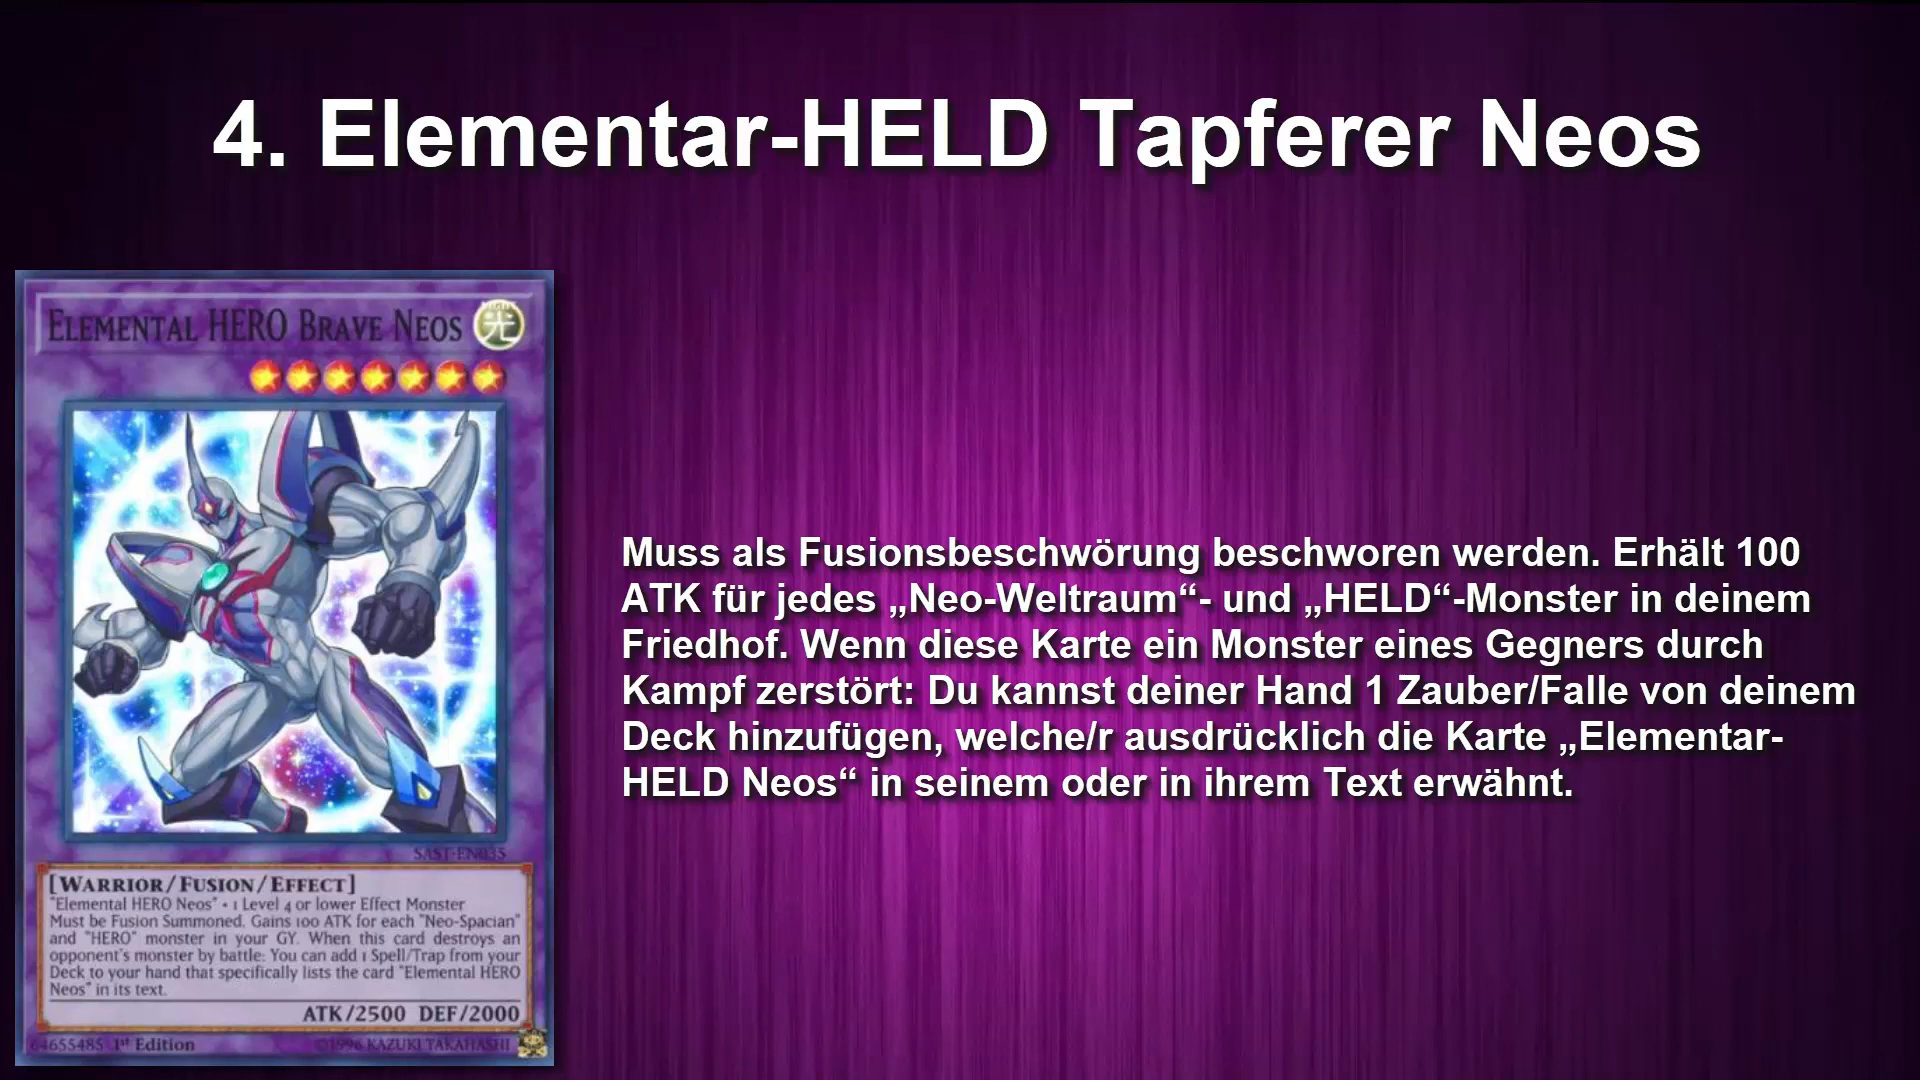 4. Elementar-HELD Tapferer Neos
ELEMENTAL HERO BRAVE NEOS
光
SAST-EN035
[WARRIOR/FUSION/EFFECT]
"Elemental HERO Neos" + 1 Level 4 or lower Effect Monster
Must be Fusion Summoned. Gains 100 ATK for each "Neo-Spacian"
and "HERO" monster in your GY. When this card destroys an
opponent's monster by battle: You can add 1 Spell/Trap from your
Deck to your hand that specifically lists the card "Elemental HERO
Neos" in its text.
ATK/2500 DEF/2000
64655485 1st Edition
©1996 KAZUKI TAKAHASHI
Muss als Fusionsbeschwörung beschworen werden. Erhält 100
ATK für jedes „Neo-Weltraum“- und „HELD“-Monster in deinem
Friedhof. Wenn diese Karte ein Monster eines Gegners durch
Kampf zerstört: Du kannst deiner Hand 1 Zauber/Falle von deinem
Deck hinzufügen, welche/r ausdrücklich die Karte „Elementar-
HELD Neos“ in seinem oder in ihrem Text erwähnt.